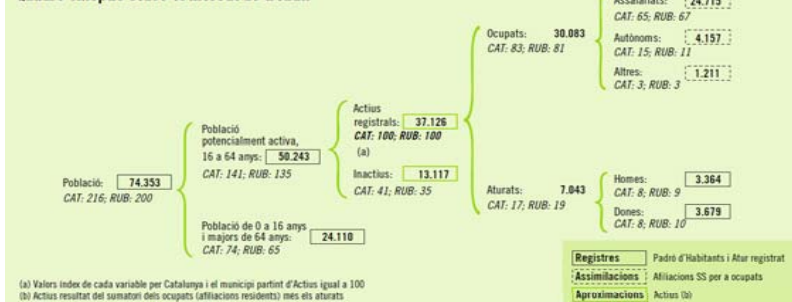 Assalariats: 24.715
CAT: 65; RUB: 67
Ocupats: 30.083
CAT: 83; RUB: 81
Autònoms: 4.157
CAT: 15; RUB: 11
Altres: 1.211
CAT: 3; RUB: 3
Actius
registrals: 37.126
CAT: 100; RUB: 100
(a)
Població
potencialment activa,
16 a 64 anys: 50.243
CAT: 141; RUB: 135
Inactius: 13.117
CAT: 41; RUB: 35
Població: 74.353
CAT: 216; RUB: 200
Aturats: 7.043
CAT: 17; RUB: 19
Homes: 3.364
CAT: 8; RUB: 9
Dones: 3.679
CAT: 8; RUB: 10
Població de 0 a 16 anys
i majors de 64 anys: 24.110
CAT: 74; RUB: 65
Registres Padró d'Habitants i Atur registrat
Assimilacions Afiliacions SS per a ocupats
Aproximacions Actius (b)
(a) Valors índex de cada variable per Catalunya i el municipi partint d'Actius igual a 100
(b) Actius resultat del sumatori dels ocupats (afiliacions residents) més els aturats